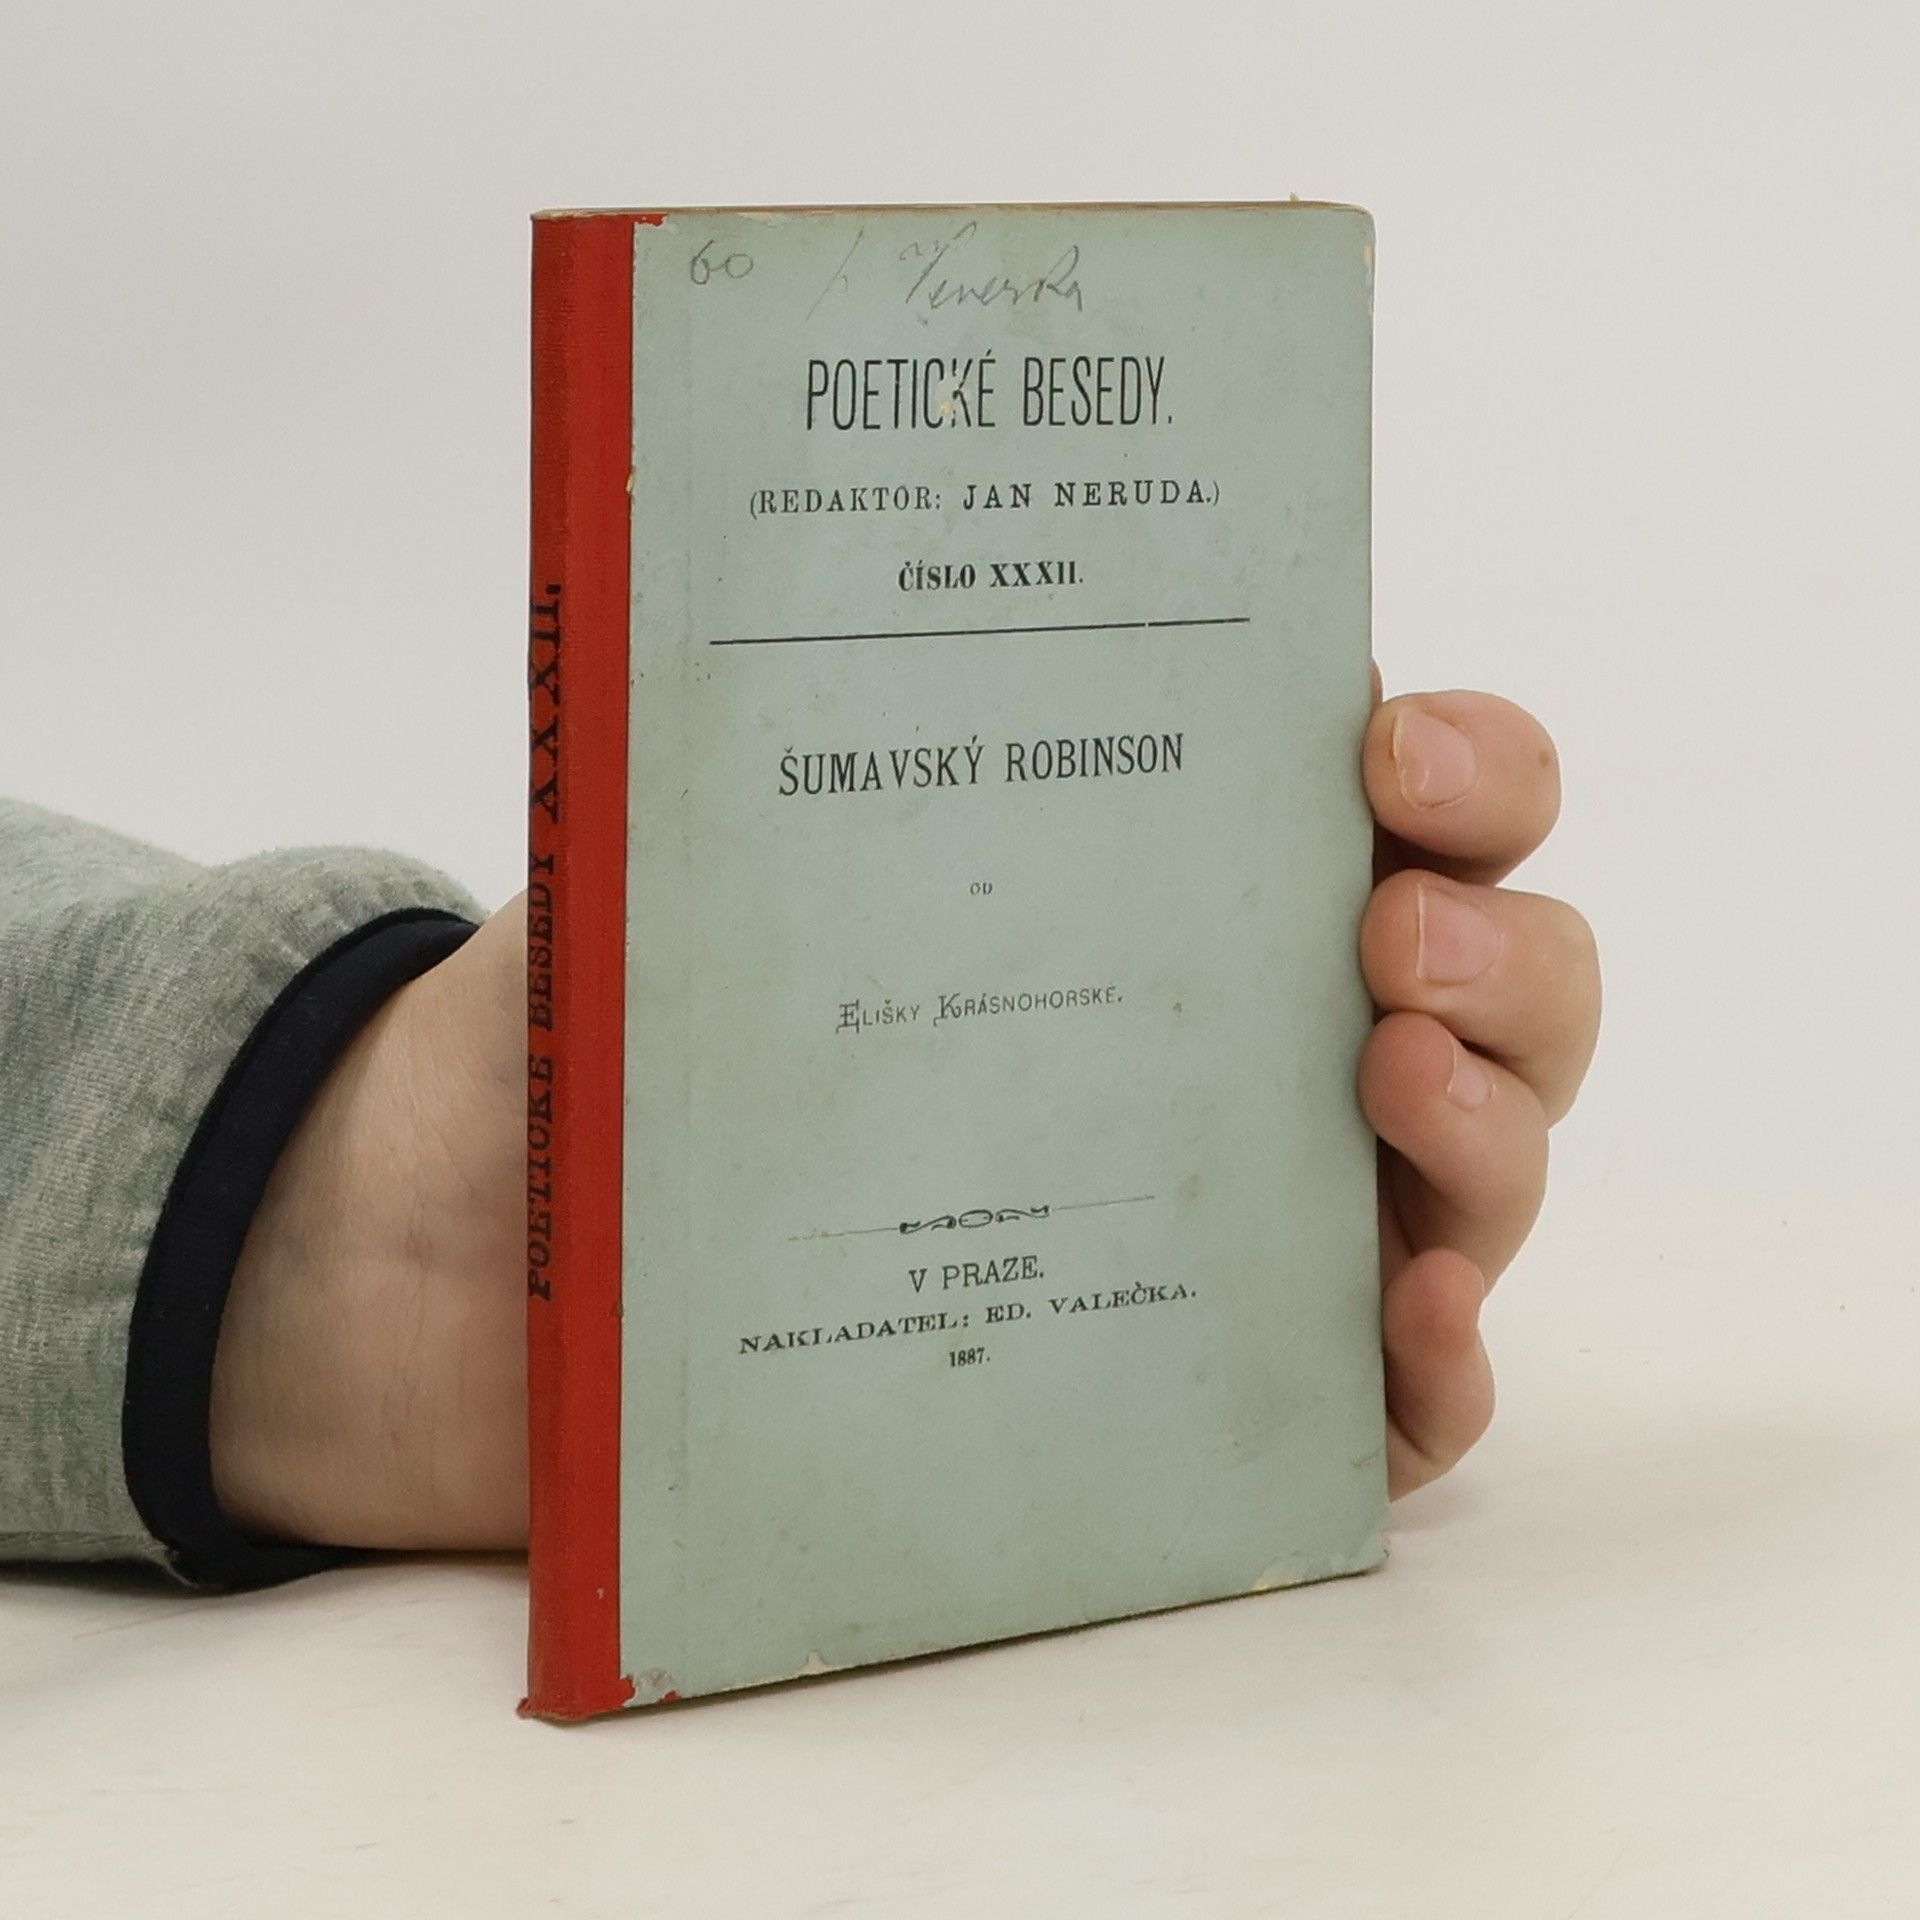 60
POETICKÉ BESEDY.
(REDAKTOR: JAN NERUDA.)
ČÍSLO XXXII.
ŠUMAVSKÝ ROBINSON
OD
ELIŠKY KRÁSNOHORSKÉ.
V PRAZE.
NAKLADATEL: ED. VALEČKA.
1887.
POETICKÉ BESEDY XXXII.